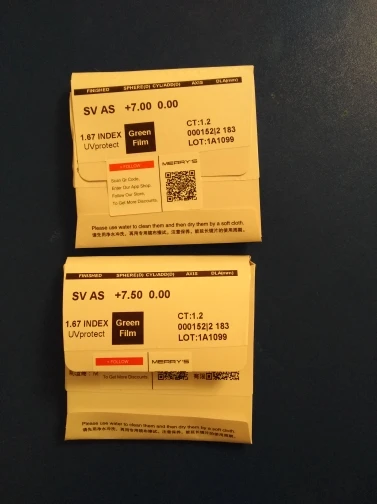 FINISHED SPHERE(D) CYL/ADD(D) AXIS DIA(mm)
SV AS +7.00 0.00
1.67 INDEX
UVprotect
Green
Film
CT:1.2
000152|2 183
LOT:1A1099
+ FOLLOW
MERRY'S
Scan Qr Code,
Enter Our App Shop,
Follow Our Store,
To Get More Discounts.
Please use water to clean them and then dry them by a soft cloth.
FINISHED SPHERE(D) CYL/ADD(D) AXIS DIA(mm)
SV AS +7.50 0.00
1.67 INDEX
UVprotect
Green
Film
CT:1.2
000152|2 183
LOT:1A1099
+ FOLLOW
MERRY'S
To Get More Discounts.
Please use water to clean them and then dry them by a soft cloth.